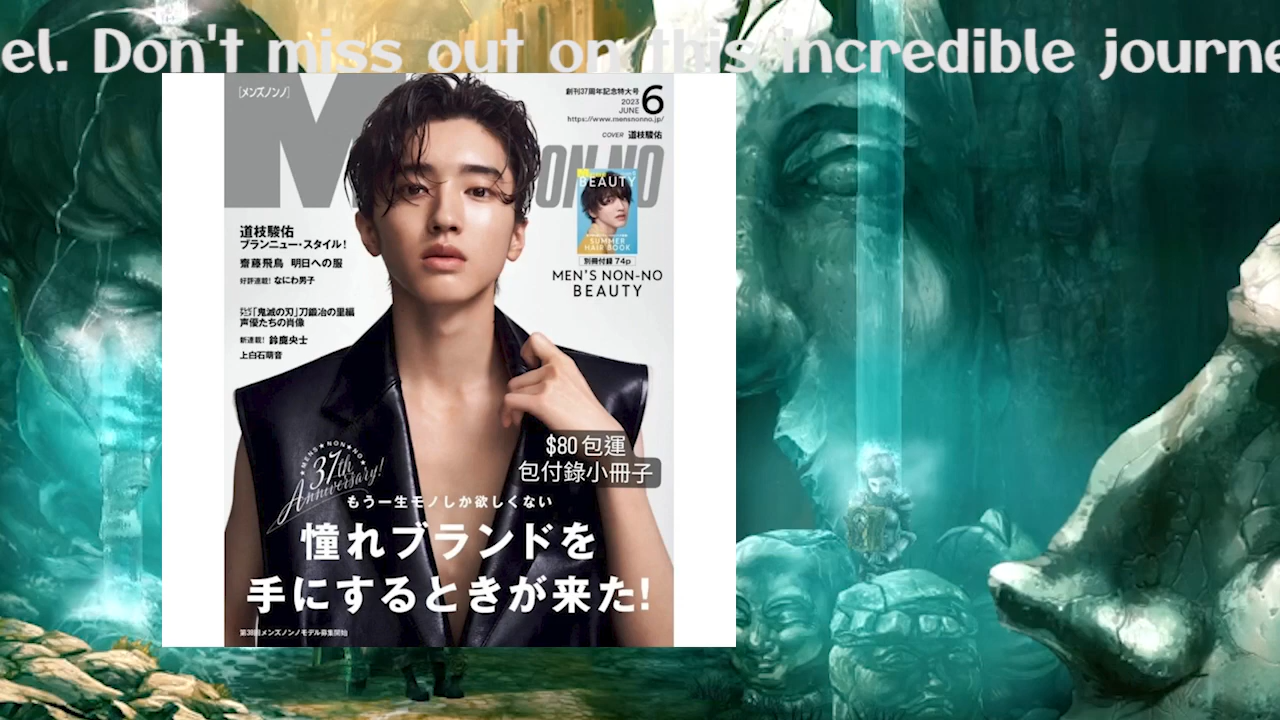 el. Don't miss out on this incredible journe
[メンズノンノ]
M
ON-NO
創刊37周年記念特大号
2023
JUNE
6
https://www.mensnonno.jp/
COVER 道枝駿佑
BEAUTY
SUMMER
HAIR BOOK
別冊付録 74p
MEN'S NON-NO
BEAUTY
道枝駿佑
ブランニュー・スタイル!
齋藤飛鳥 明日への服
好評連載! なにわ男子
「鬼滅の刃」刀鍛冶の里編
声優たちの肖像
新連載! 鈴鹿央士
上白石萌音
$80 包運
包付錄小冊子
MEN'S NON-NO
37th
Anniversary!
もう一生モノしか欲しくない
憧れブランドを
手にするときが来た!
第38回メンズノンノモデル募集開始